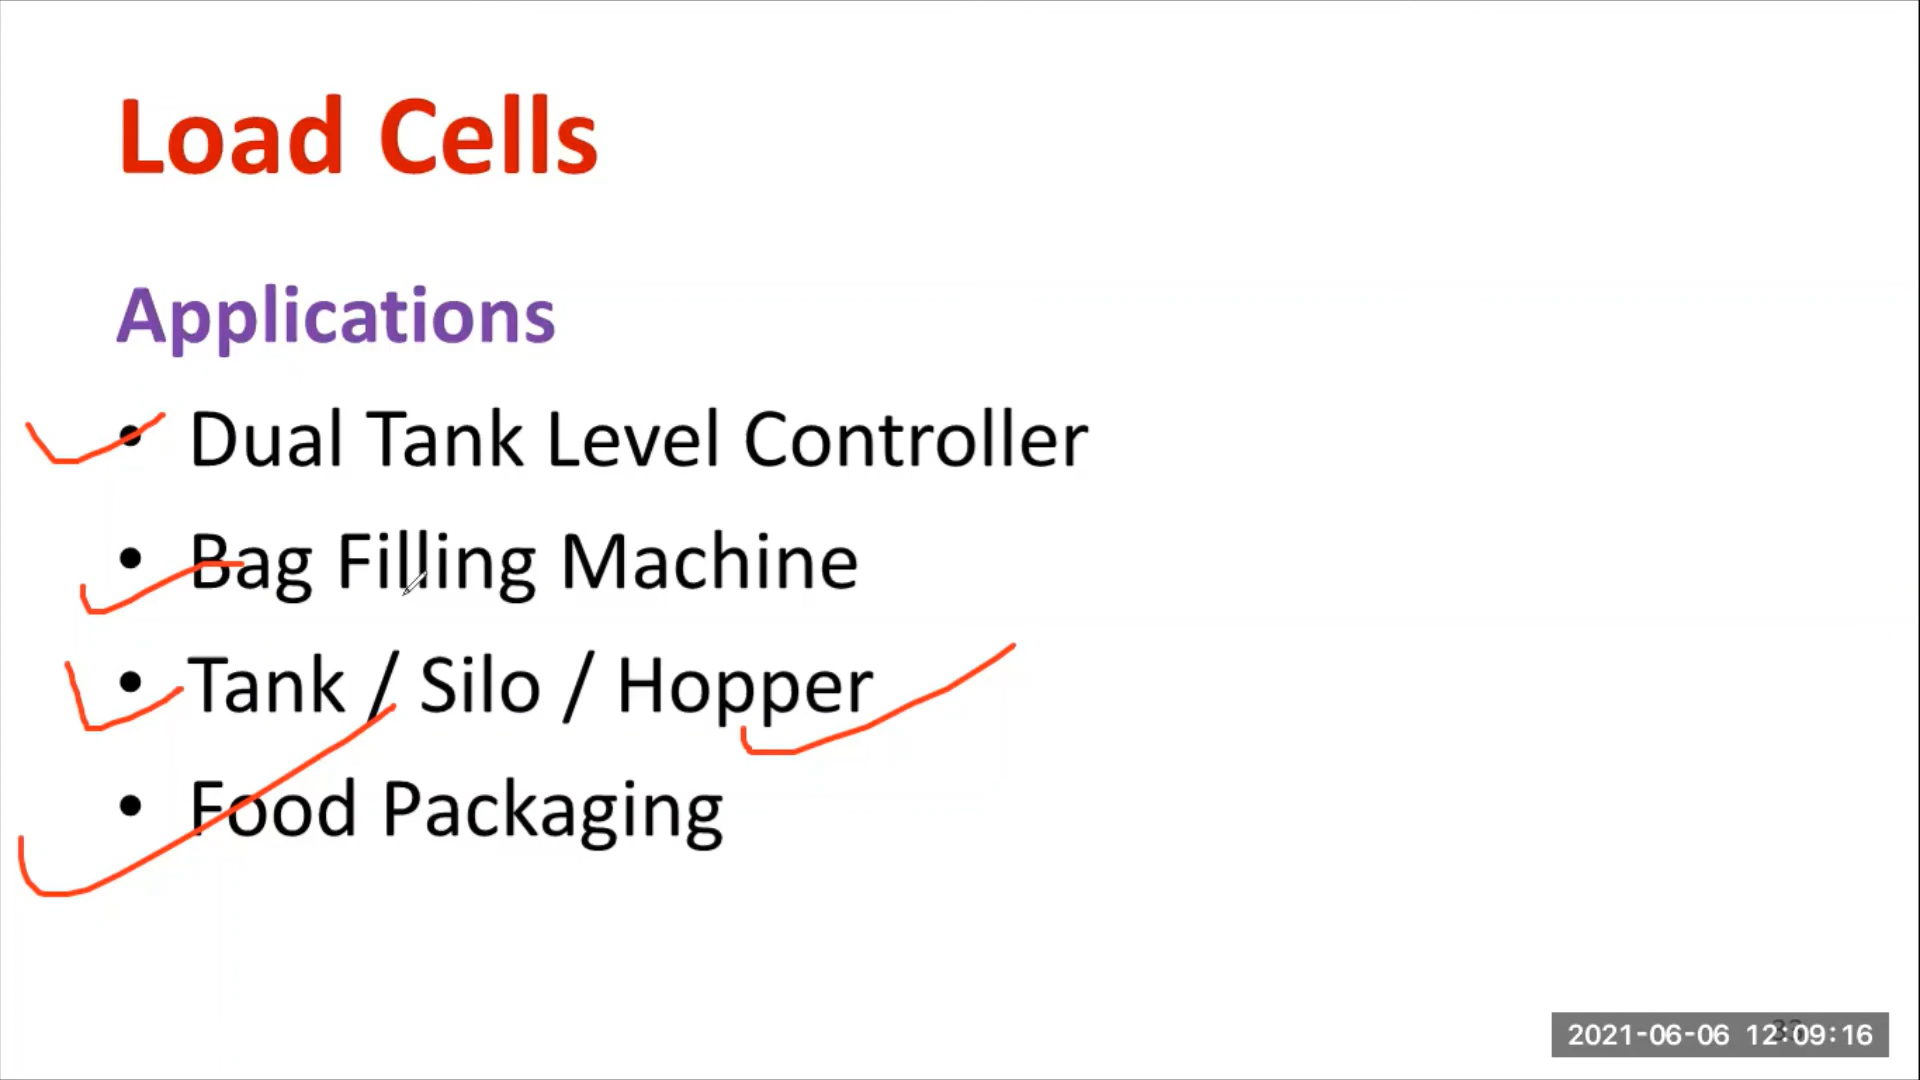 Load Cells
Applications
• Dual Tank Level Controller
• Bag Filling Machine
• Tank / Silo / Hopper
• Food Packaging
2021-06-06 12:09:16